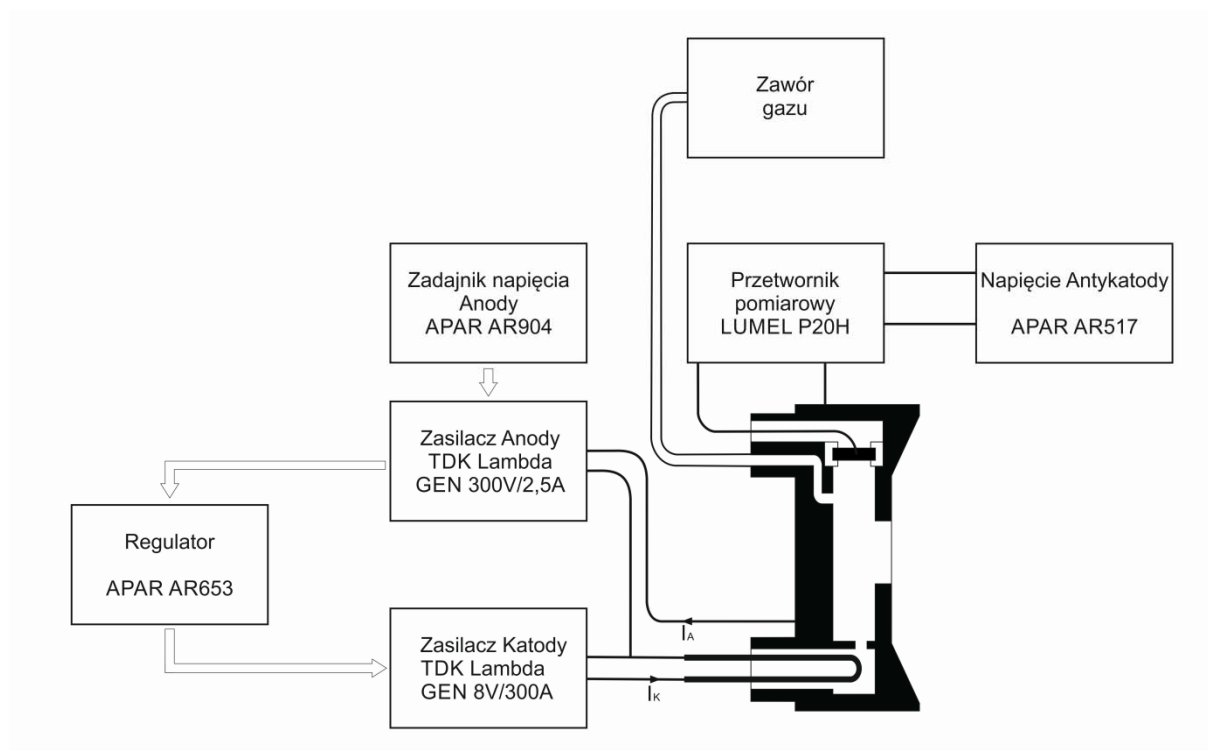 Zawór
gazu
Zadajnik napięcia
Anody
APAR AR904
Przetwornik
pomiarowy
LUMEL P20H
Napięcie Antykatody
APAR AR517
Zasilacz Anody
TDK Lambda
GEN 300V/2,5A
Regulator
APAR AR653
Zasilacz Katody
TDK Lambda
GEN 8V/300A
IA
IK